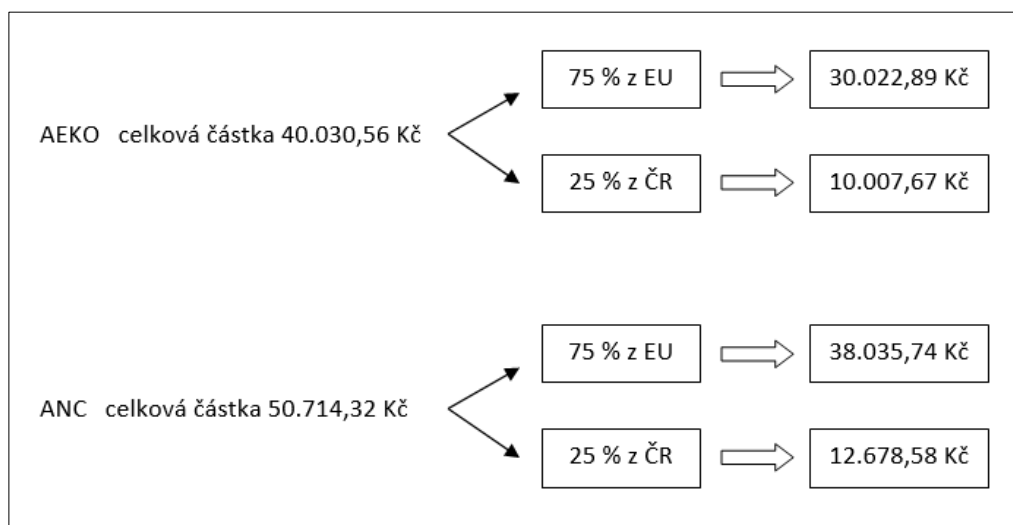 75 % z EU
30.022,89 Kč
AEKO celková částka 40.030,56 Kč
25 % z ČR
10.007,67 Kč
75 % z EU
38.035,74 Kč
ANC celková částka 50.714,32 Kč
25 % z ČR
12.678,58 Kč